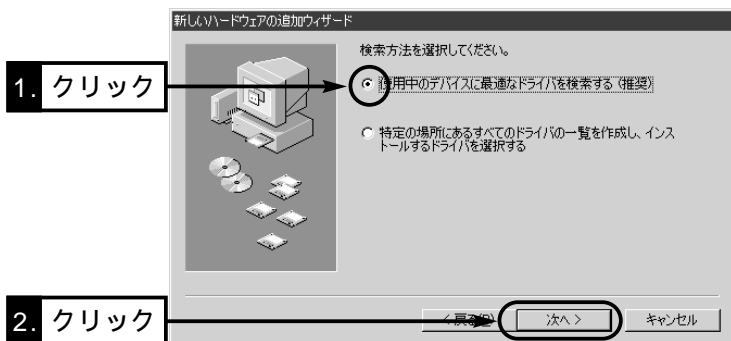 新しいハードウェアの追加ウィザード
検索方法を選択してください。
1. クリック
使用中のデバイスに最適なドライバを検索する（推奨）
特定の場所にあるすべてのドライバの一覧を作成し、インス
トールするドライバを選択する
2. クリック
< 戻る(B)
次へ >
キャンセル